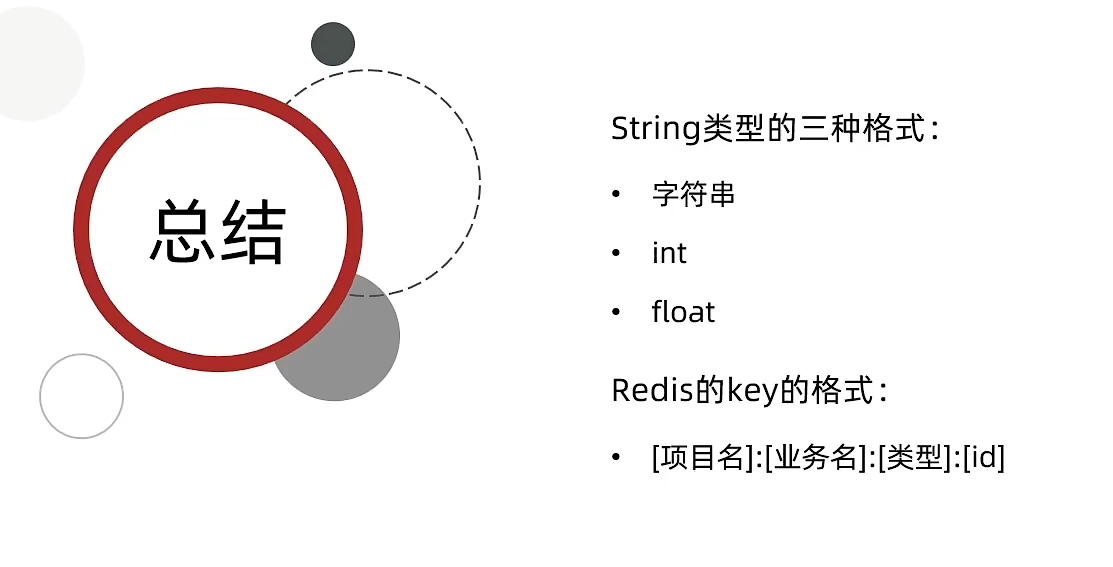 总结
String类型的三种格式：
• 字符串
• int
• float
Redis的key的格式：
• [项目名]:[业务名]:[类型]:[id]